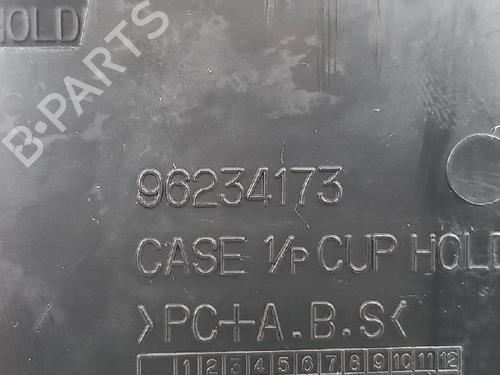 HOLD
B-PARTS
96234173
CASE 1/P CUP HOLD
>PC+A.B.S<
1 2 3 4 5 6 7 8 9 10 11 12